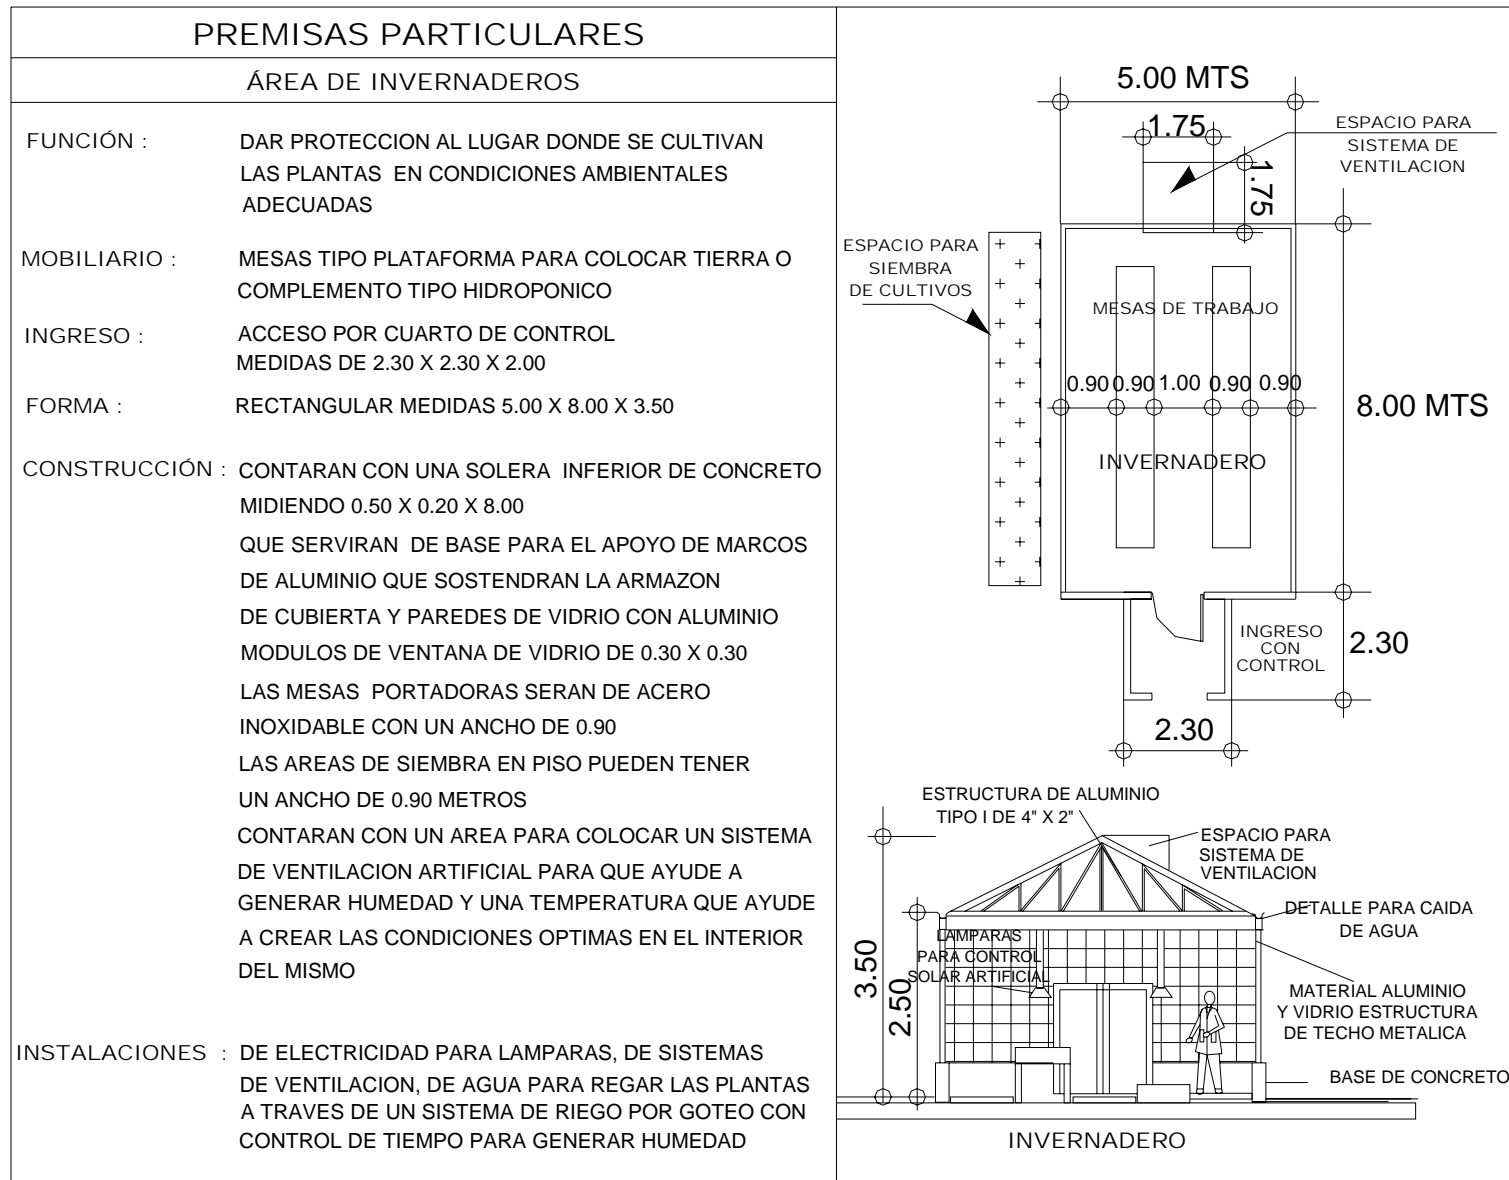 PREMISAS PARTICULARES
ÁREA DE INVERNADEROS
FUNCIÓN : DAR PROTECCION AL LUGAR DONDE SE CULTIVAN
LAS PLANTAS EN CONDICIONES AMBIENTALES
ADECUADAS
MOBILIARIO : MESAS TIPO PLATAFORMA PARA COLOCAR TIERRA O
COMPLEMENTO TIPO HIDROPONICO
INGRESO : ACCESO POR CUARTO DE CONTROL
MEDIDAS DE 2.30 X 2.30 X 2.00
FORMA : RECTANGULAR MEDIDAS 5.00 X 8.00 X 3.50
CONSTRUCCIÓN : CONTARAN CON UNA SOLERA INFERIOR DE CONCRETO
MIDIENDO 0.50 X 0.20 X 8.00
QUE SERVIRAN DE BASE PARA EL APOYO DE MARCOS
DE ALUMINIO QUE SOSTENDRAN LA ARMAZON
DE CUBIERTA Y PAREDES DE VIDRIO CON ALUMINIO
MODULOS DE VENTANA DE VIDRIO DE 0.30 X 0.30
LAS MESAS PORTADORAS SERAN DE ACERO
INOXIDABLE CON UN ANCHO DE 0.90
LAS AREAS DE SIEMBRA EN PISO PUEDEN TENER
UN ANCHO DE 0.90 METROS
CONTARAN CON UN AREA PARA COLOCAR UN SISTEMA
DE VENTILACION ARTIFICIAL PARA QUE AYUDE A
GENERAR HUMEDAD Y UNA TEMPERATURA QUE AYUDE
A CREAR LAS CONDICIONES OPTIMAS EN EL INTERIOR
DEL MISMO
INSTALACIONES : DE ELECTRICIDAD PARA LAMPARAS, DE SISTEMAS
DE VENTILACION, DE AGUA PARA REGAR LAS PLANTAS
A TRAVES DE UN SISTEMA DE RIEGO POR GOTEO CON
CONTROL DE TIEMPO PARA GENERAR HUMEDAD
5.00 MTS
1.75
1.75
ESPACIO PARA
SISTEMA DE
VENTILACION
ESPACIO PARA
SIEMBRA
DE CULTIVOS
MESAS DE TRABAJO
0.90 0.90 1.00 0.90 0.90
8.00 MTS
INVERNADERO
INGRESO
CON
CONTROL
2.30
2.30
ESTRUCTURA DE ALUMINIO
TIPO I DE 4" X 2"
ESPACIO PARA
SISTEMA DE
VENTILACION
DETALLE PARA CAIDA
DE AGUA
LAMPARAS
PARA CONTROL
SOLAR ARTIFICIAL
3.50
2.50
MATERIAL ALUMINIO
Y VIDRIO ESTRUCTURA
DE TECHO METALICA
BASE DE CONCRETO
INVERNADERO